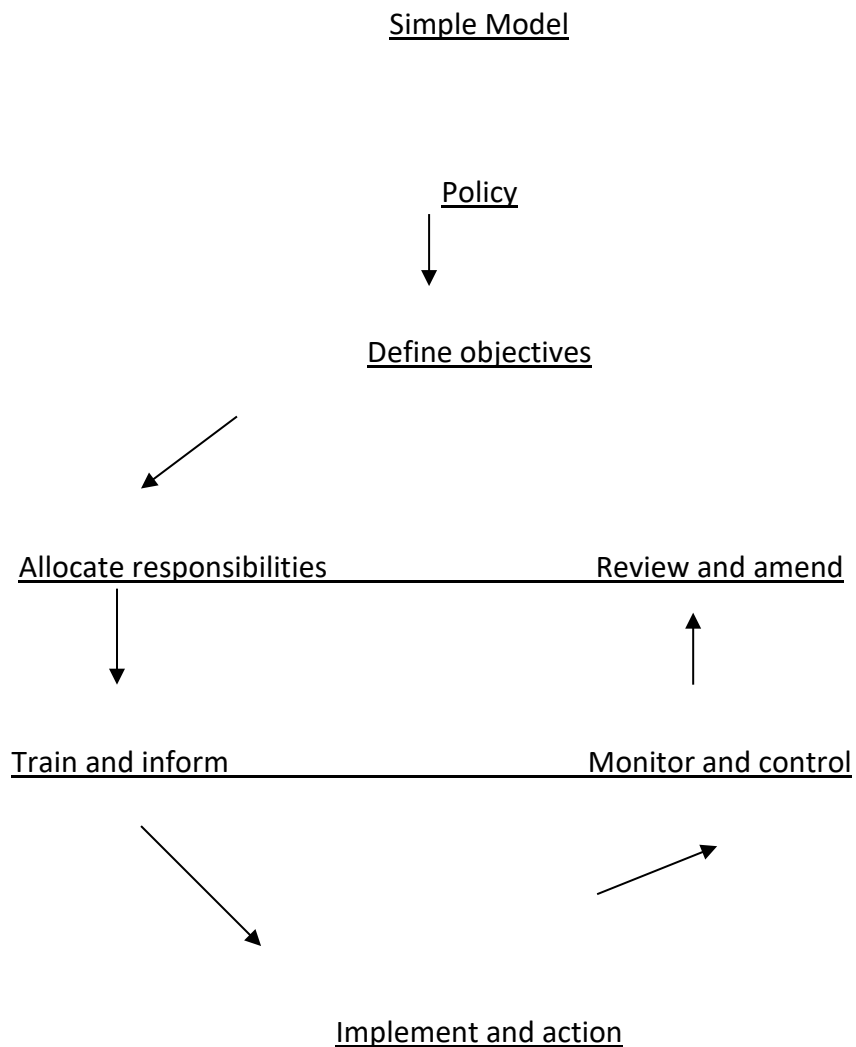 Simple Model
Policy
Define objectives
Allocate responsibilities Review and amend
Train and inform Monitor and control
Implement and action